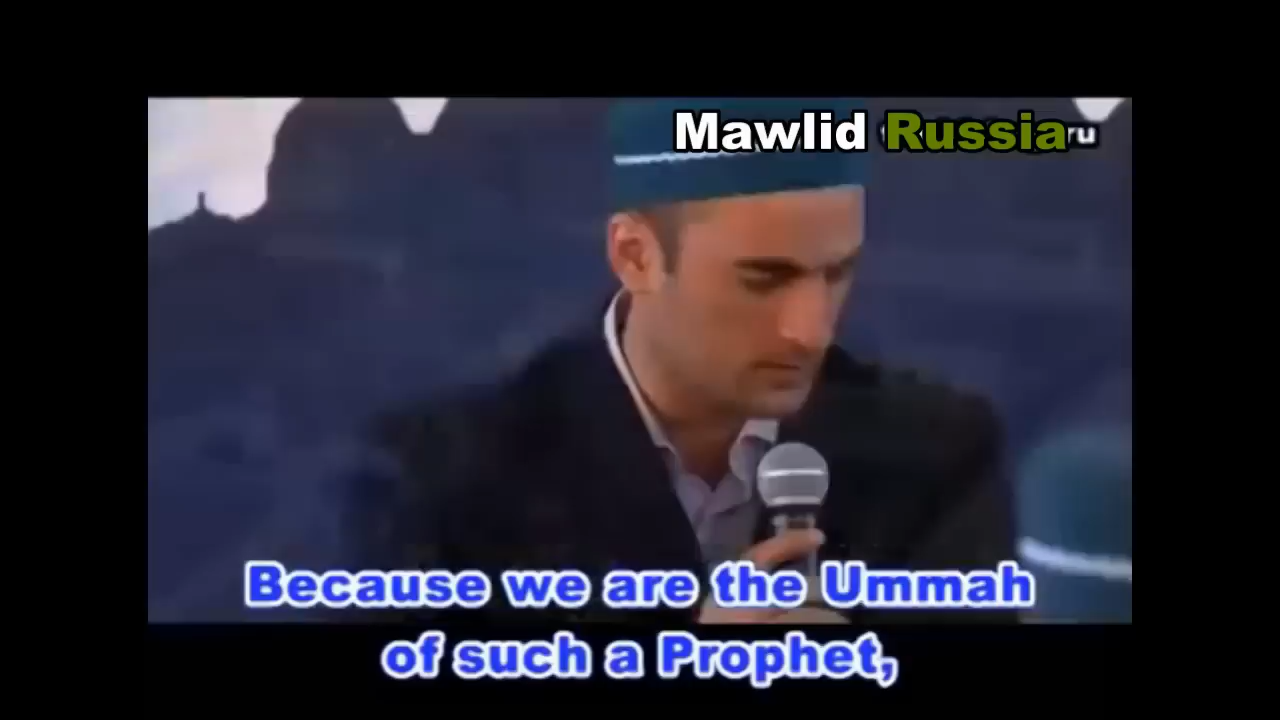 Mawlid Russia
Because we are the Ummah
of such a Prophet,